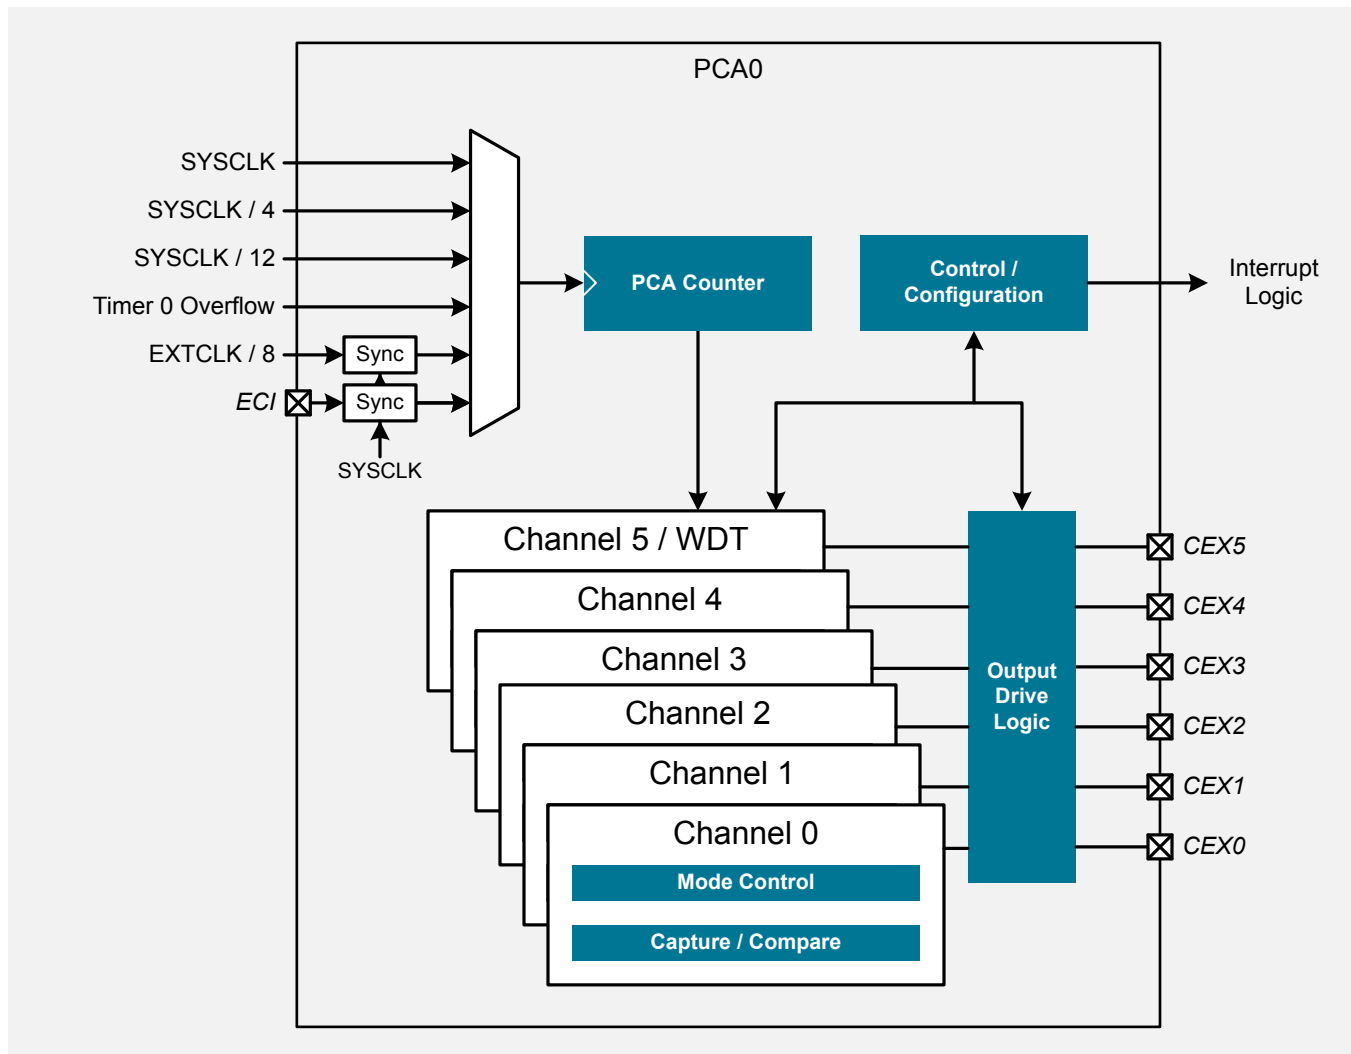 PCA0
SYSCLK
SYSCLK / 4
SYSCLK / 12
Timer 0 Overflow
EXTCLK / 8
Sync
ECI
Sync
SYSCLK
PCA Counter
Control /
Configuration
Interrupt
Logic
Channel 5 / WDT
Channel 4
Channel 3
Channel 2
Channel 1
Channel 0
Mode Control
Capture / Compare
Output
Drive
Logic
CEX5
CEX4
CEX3
CEX2
CEX1
CEX0